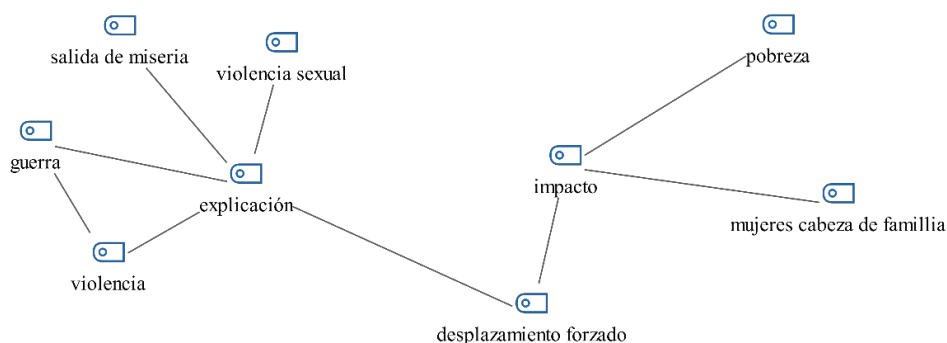 salida de miseria
violencia sexual
pobreza
guerra
explicación
impacto
mujeres cabeza de famillia
violencia
desplazamiento forzado